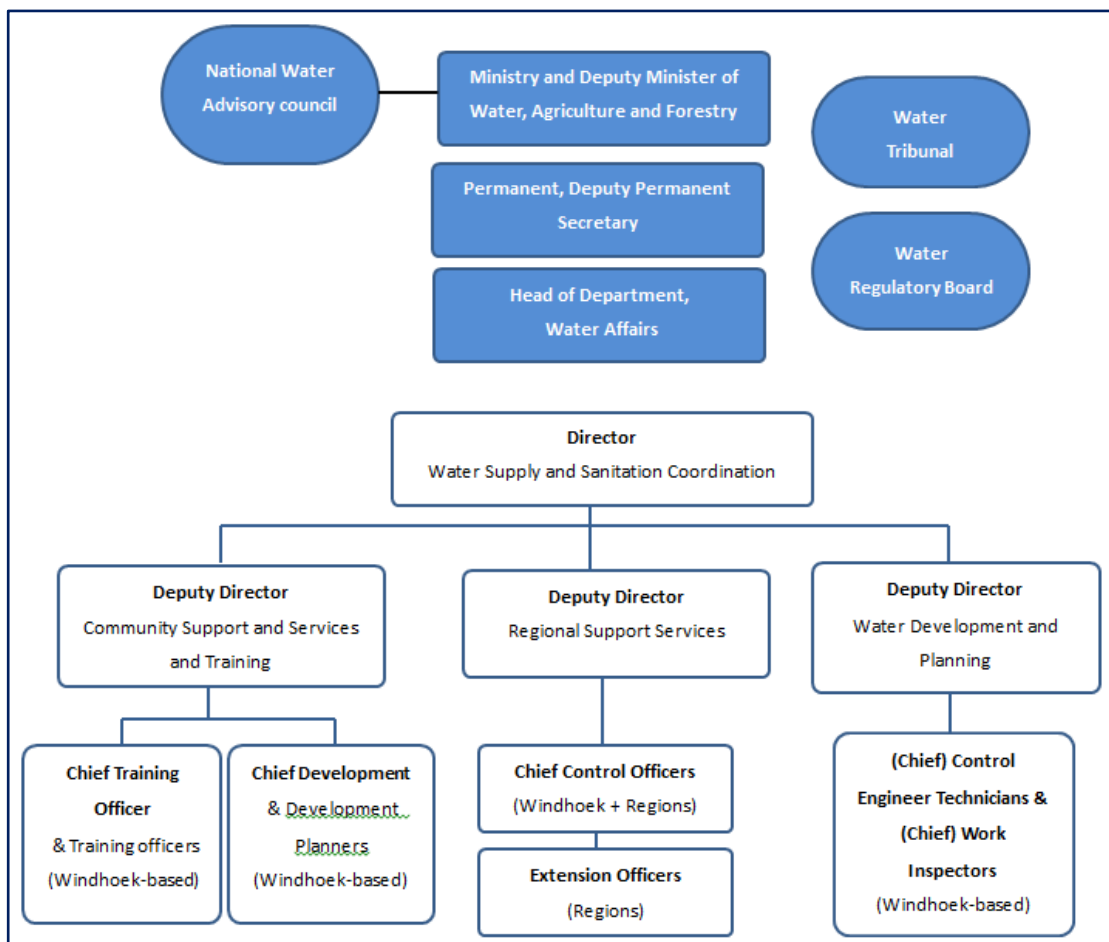 National Water
Advisory council
Ministry and Deputy Minister of
Water, Agriculture and Forestry
Water
Tribunal
Permanent, Deputy Permanent
Secretary
Water
Regulatory Board
Head of Department,
Water Affairs
Director
Water Supply and Sanitation Coordination
Deputy Director
Community Support and Services
and Training
Deputy Director
Regional Support Services
Deputy Director
Water Development and
Planning
Chief Training
Officer
& Training officers
(Windhoek-based)
Chief Development
& Development
Planners
(Windhoek-based)
Chief Control Officers
(Windhoek + Regions)
Extension Officers
(Regions)
(Chief) Control
Engineer Technicians &
(Chief) Work
Inspectors
(Windhoek-based)